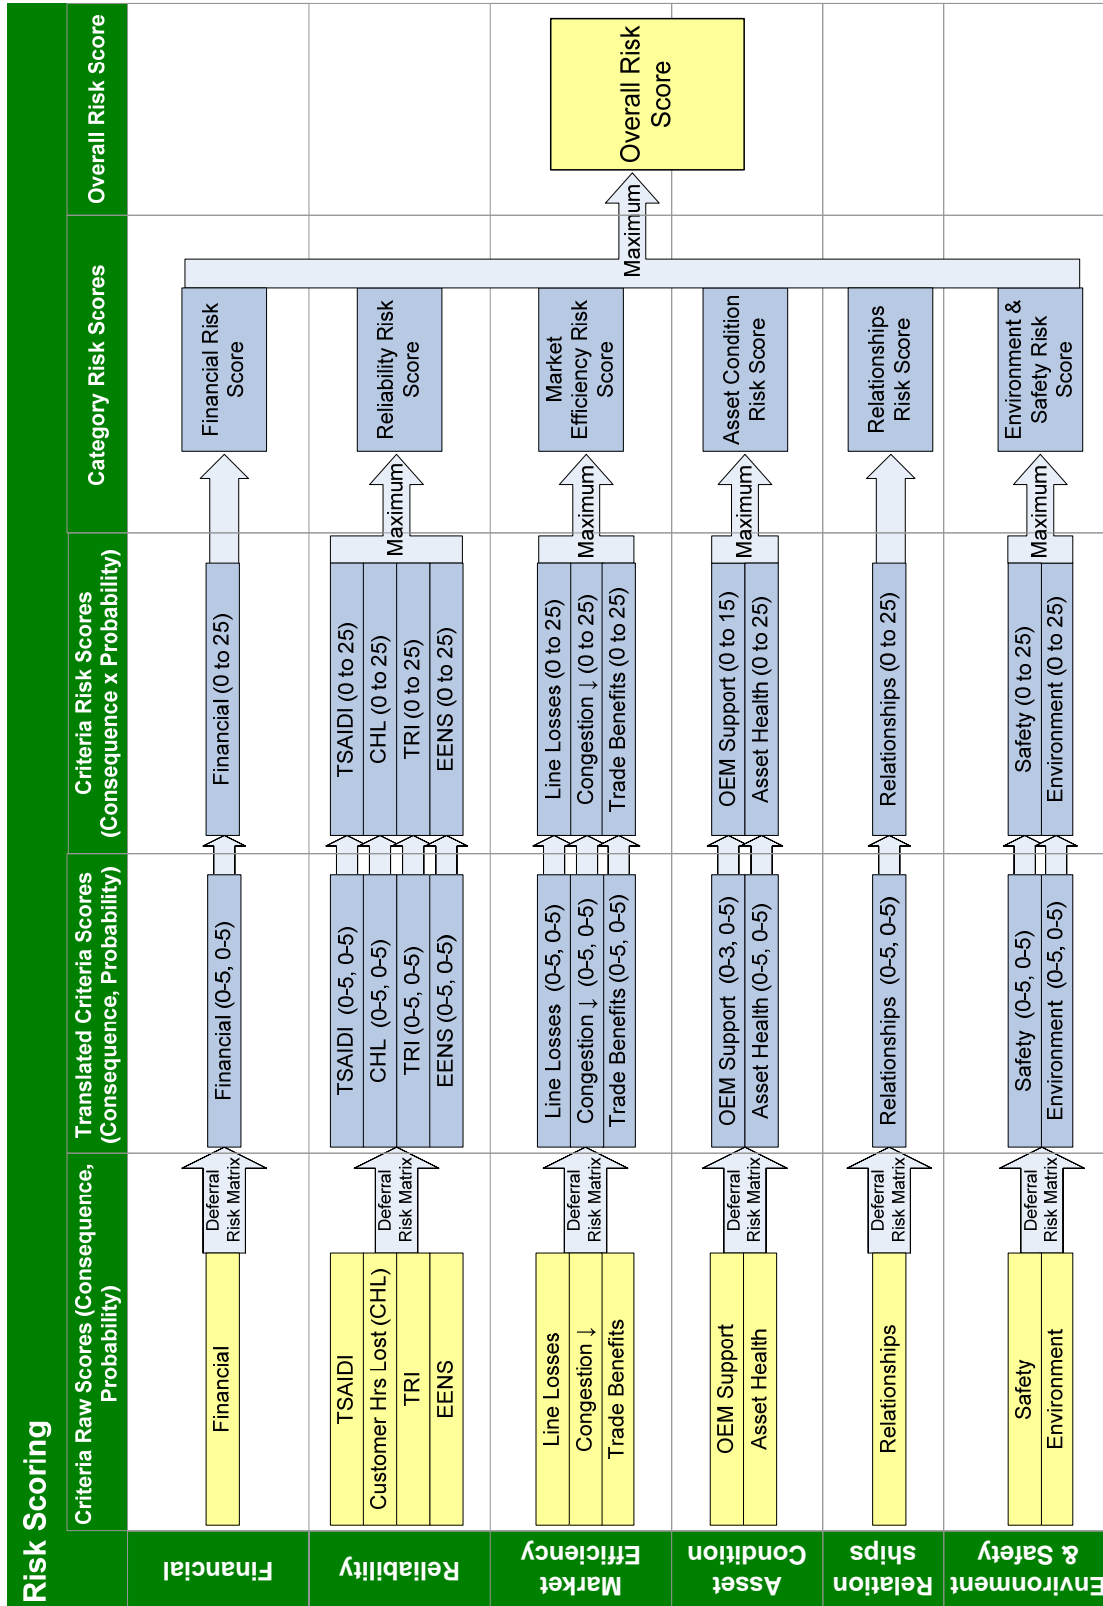 Risk Scoring
Criteria Raw Scores (Consequence,
Probability)
Translated Criteria Scores
(Consequence, Probability)
Criteria Risk Scores
(Consequence x Probability)
Category Risk Scores
Overall Risk Score
Financial
Financial
Deferral
Risk Matrix
Financial (0-5, 0-5)
Financial (0 to 25)
Financial Risk
Score
Reliability
TSAIDI
Customer Hrs Lost (CHL)
TRI
EENS
Deferral
Risk Matrix
TSAIDI (0-5, 0-5)
CHL (0-5, 0-5)
TRI (0-5, 0-5)
EENS (0-5, 0-5)
TSAIDI (0 to 25)
CHL (0 to 25)
TRI (0 to 25)
EENS (0 to 25)
Maximum
Reliability Risk
Score
Market
Efficiency
Line Losses
Congestion ↓
Trade Benefits
Deferral
Risk Matrix
Line Losses (0-5, 0-5)
Congestion ↓ (0-5, 0-5)
Trade Benefits (0-5, 0-5)
Line Losses (0 to 25)
Congestion ↓ (0 to 25)
Trade Benefits (0 to 25)
Maximum
Market
Efficiency Risk
Score
Asset
Condition
OEM Support
Asset Health
Deferral
Risk Matrix
OEM Support (0-3, 0-5)
Asset Health (0-5, 0-5)
OEM Support (0 to 15)
Asset Health (0 to 25)
Maximum
Asset Condition
Risk Score
Relation
ships
Relationships
Deferral
Risk Matrix
Relationships (0-5, 0-5)
Relationships (0 to 25)
Relationships
Risk Score
Environment
& Safety
Safety
Environment
Deferral
Risk Matrix
Safety (0-5, 0-5)
Environment (0-5, 0-5)
Safety (0 to 25)
Environment (0 to 25)
Maximum
Environment &
Safety Risk
Score
Maximum
Overall Risk
Score